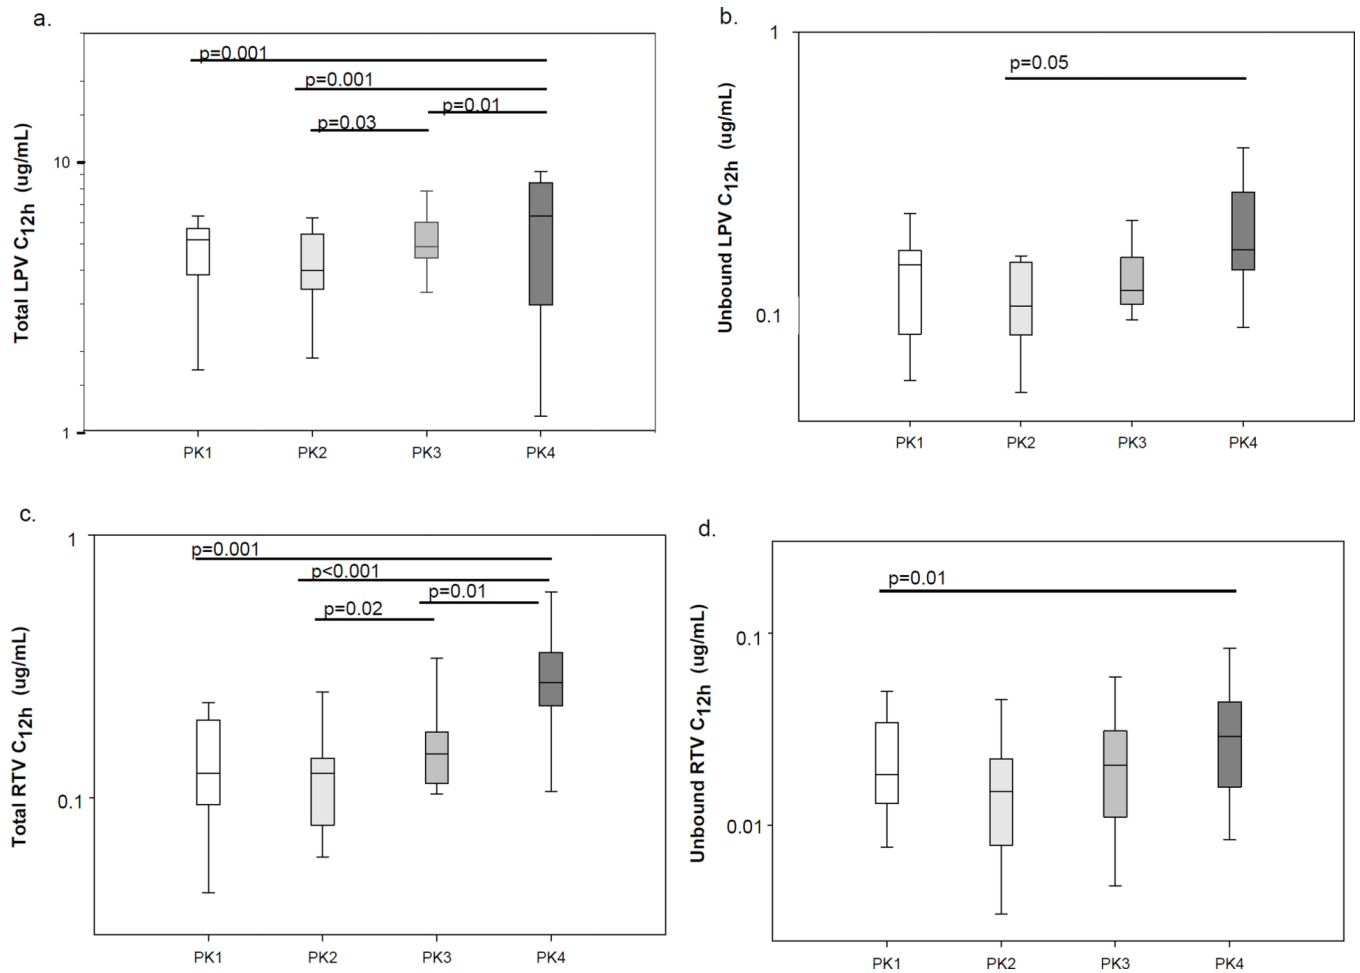 a.
p=0.001
p=0.001
p=0.01
p=0.03
Total LPV C12h (ug/mL)
10
1
PK1 PK2 PK3 PK4
b.
1
p=0.05
Unbound LPV C12h (ug/mL)
0.1
PK1 PK2 PK3 PK4
c.
1
p=0.001
p<0.001
p=0.01
p=0.02
Total RTV C12h (ug/mL)
0.1
PK1 PK2 PK3 PK4
d.
p=0.01
0.1
Unbound RTV C12h (ug/mL)
0.01
PK1 PK2 PK3 PK4